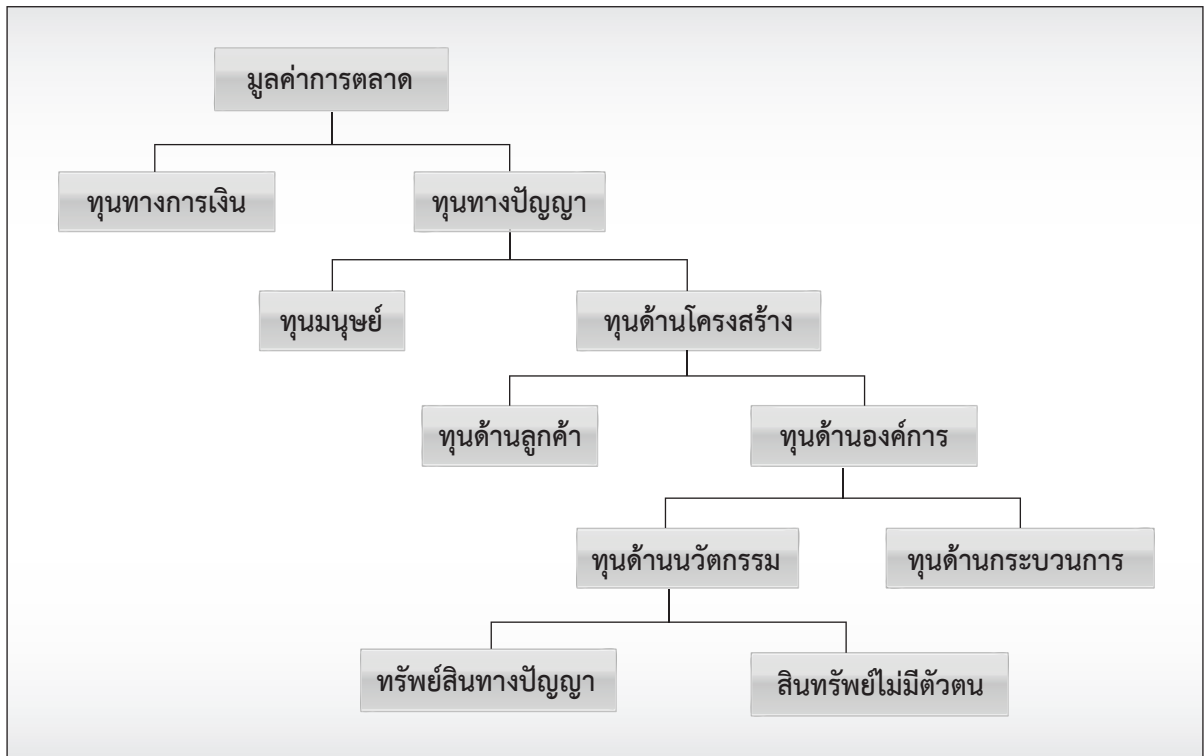 มูลค่าการตลาด
ทุนทางการเงิน
ทุนทางปัญญา
ทุนมนุษย์
ทุนด้านโครงสร้าง
ทุนด้านลูกค้า
ทุนด้านองค์การ
ทุนด้านนวัตกรรม
ทุนด้านกระบวนการ
ทรัพย์สินทางปัญญา
สินทรัพย์ไม่มีตัวตน